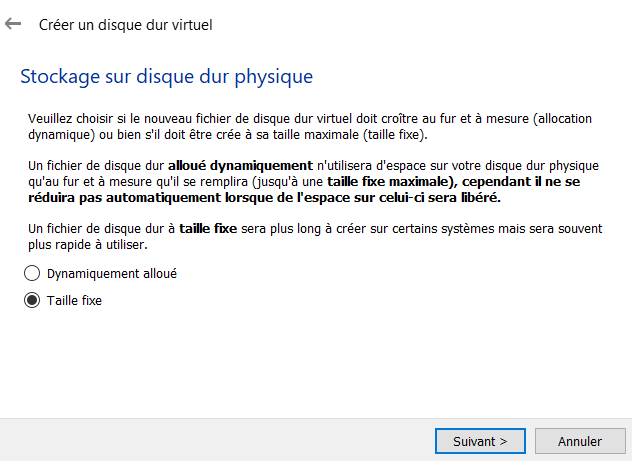 Créer un disque dur virtuel
Stockage sur disque dur physique
Veuillez choisir si le nouveau fichier de disque dur virtuel doit croître au fur et à mesure (allocation
dynamique) ou bien s'il doit être crée à sa taille maximale (taille fixe).
Un fichier de disque dur alloué dynamiquement n'utilisera d'espace sur votre disque dur physique
qu'au fur et à mesure qu'il se remplira (jusqu'à une taille fixe maximale), cependant il ne se
réduira pas automatiquement lorsque de l'espace sur celui-ci sera libéré.
Un fichier de disque dur à taille fixe sera plus long à créer sur certains systèmes mais sera souvent
plus rapide à utiliser.
Dynamiquement alloué
Taille fixe
Suivant > Annuler